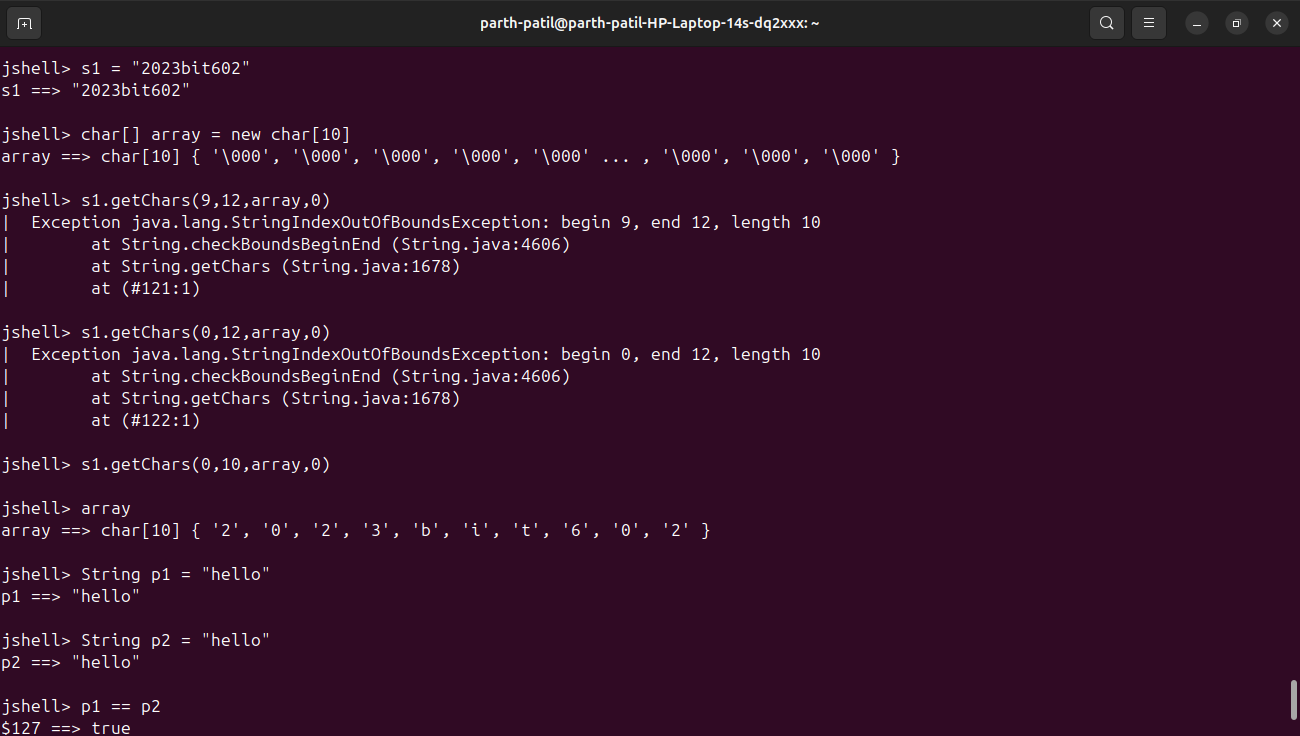 parth-patil@parth-patil-HP-Laptop-14s-dq2xxx: ~
jshell> s1 = "2023bit602"
s1 ==> "2023bit602"
jshell> char[] array = new char[10]
array ==> char[10] { '\000', '\000', '\000', '\000', '\000' ... , '\000', '\000', '\000' }
jshell> s1.getChars(9,12,array,0)
|  Exception java.lang.StringIndexOutOfBoundsException: begin 9, end 12, length 10
|        at String.checkBoundsBeginEnd (String.java:4606)
|        at String.getChars (String.java:1678)
|        at (#121:1)
jshell> s1.getChars(0,12,array,0)
|  Exception java.lang.StringIndexOutOfBoundsException: begin 0, end 12, length 10
|        at String.checkBoundsBeginEnd (String.java:4606)
|        at String.getChars (String.java:1678)
|        at (#122:1)
jshell> s1.getChars(0,10,array,0)
jshell> array
array ==> char[10] { '2', '0', '2', '3', 'b', 'i', 't', '6', '0', '2' }
jshell> String p1 = "hello"
p1 ==> "hello"
jshell> String p2 = "hello"
p2 ==> "hello"
jshell> p1 == p2
$127 ==> true